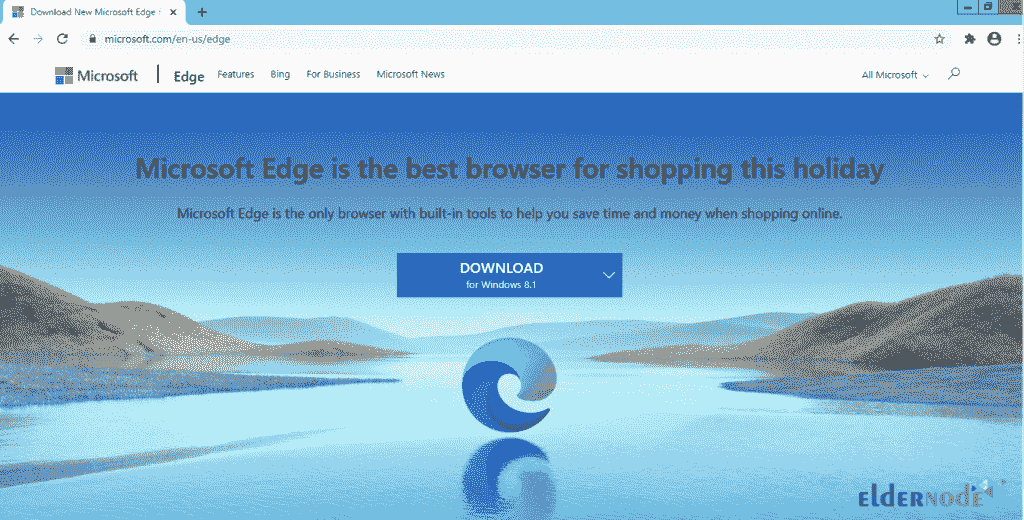 Download New Microsoft Edge
microsoft.com/en-us/edge
Microsoft Edge Features Bing For Business Microsoft News All Microsoft
Microsoft Edge is the best browser for shopping this holiday
Microsoft Edge is the only browser with built-in tools to help you save time and money when shopping online.
DOWNLOAD
for Windows 8.1
ELDERNODE